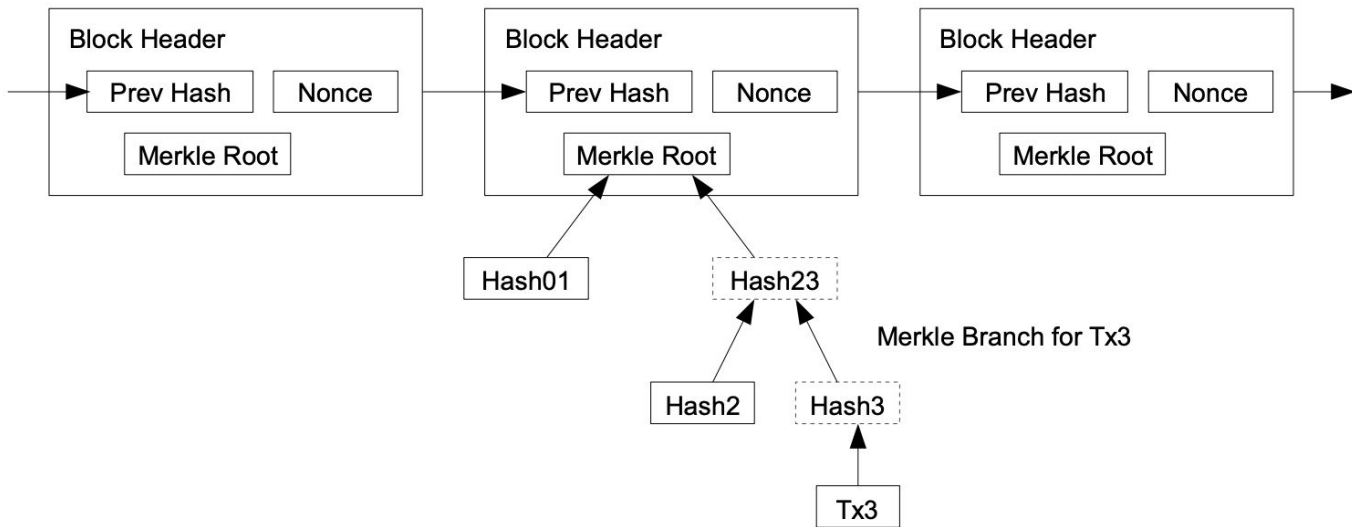 Block Header
Block Header
Block Header
Prev Hash
Nonce
Prev Hash
Nonce
Prev Hash
Nonce
Merkle Root
Merkle Root
Merkle Root
Hash01
Hash23
Merkle Branch for Tx3
Hash2
Hash3
Tx3